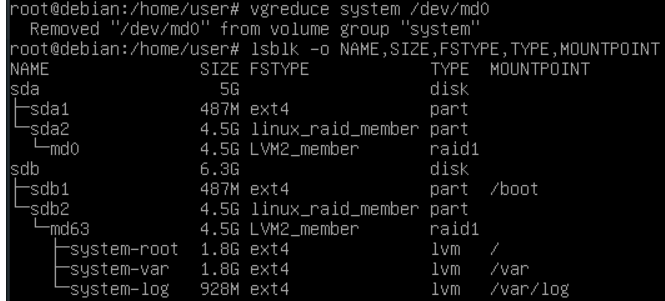 root@debian:/home/user# vgreduce system /dev/md0
  Removed "/dev/md0" from volume group "system"
root@debian:/home/user# lsblk -o NAME,SIZE,FSTYPE,TYPE,MOUNTPOINT
NAME              SIZE FSTYPE            TYPE  MOUNTPOINT
sda                 5G                   disk
├─sda1            487M ext4              part
└─sda2            4.5G linux_raid_member part
  └─md0           4.5G LVM2_member       raid1
sdb               6.3G                   disk
├─sdb1            487M ext4              part  /boot
└─sdb2            4.5G linux_raid_member part
  └─md63          4.5G LVM2_member       raid1
    ├─system-root 1.8G ext4              lvm   /
    ├─system-var  1.8G ext4              lvm   /var
    └─system-log  928M ext4              lvm   /var/log